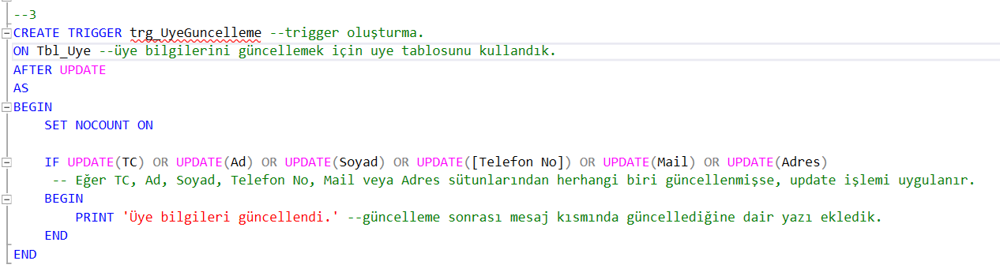 --3
CREATE TRIGGER trg_UyeGuncelleme --trigger oluşturma.
ON Tbl_Uye --üye bilgilerini güncellemek için uye tablosunu kullandık.
AFTER UPDATE
AS
BEGIN
    SET NOCOUNT ON

    IF UPDATE(TC) OR UPDATE(Ad) OR UPDATE(Soyad) OR UPDATE([Telefon No]) OR UPDATE(Mail) OR UPDATE(Adres)
     -- Eğer TC, Ad, Soyad, Telefon No, Mail veya Adres sütunlarından herhangi biri güncellenmişse, update işlemi uygulanır.
    BEGIN
        PRINT 'Üye bilgileri güncellendi.' --güncelleme sonrası mesaj kısmında güncellediğine dair yazı ekledik.
    END
END